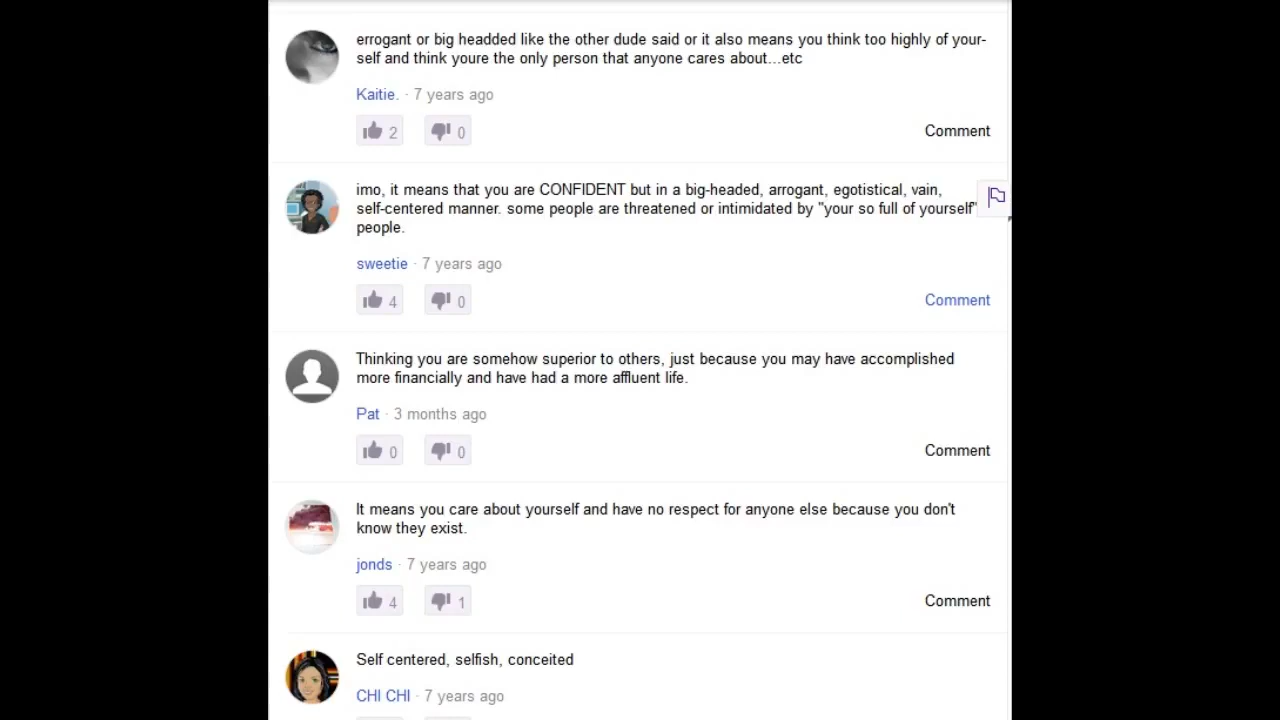 errogant or big headded like the other dude said or it also means you think too highly of your-
self and think youre the only person that anyone cares about...etc
Kaitie. · 7 years ago
2 0 Comment
imo, it means that you are CONFIDENT but in a big-headed, arrogant, egotistical, vain,
self-centered manner. some people are threatened or intimidated by "your so full of yourself"
people.
sweetie · 7 years ago
4 0 Comment
Thinking you are somehow superior to others, just because you may have accomplished
more financially and have had a more affluent life.
Pat · 3 months ago
0 0 Comment
It means you care about yourself and have no respect for anyone else because you don't
know they exist.
jonds · 7 years ago
4 1 Comment
Self centered, selfish, conceited
CHI CHI · 7 years ago